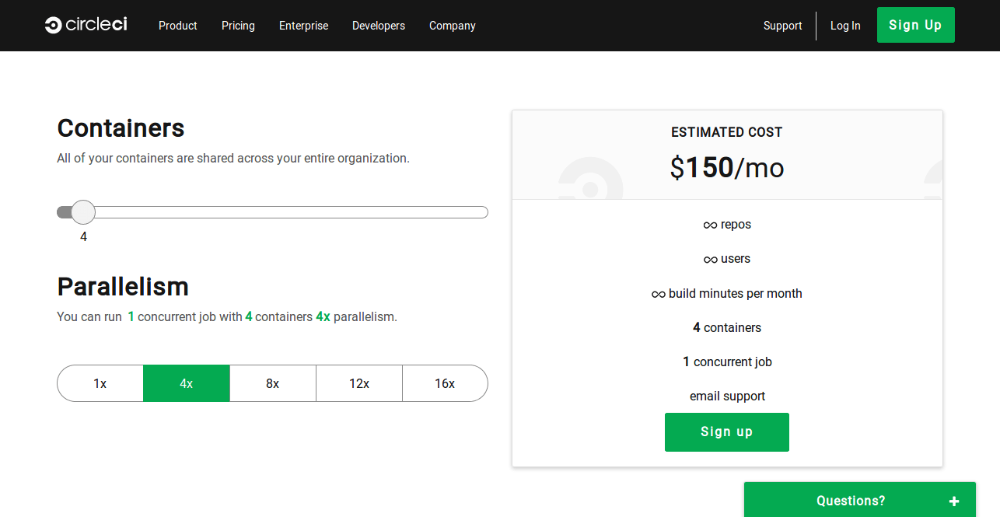 circleci Product Pricing Enterprise Developers Company Support Log In Sign Up
Containers
All of your containers are shared across your entire organization.
4
Parallelism
You can run 1 concurrent job with 4 containers 4x parallelism.
1x 4x 8x 12x 16x
ESTIMATED COST
$150/mo
∞ repos
∞ users
∞ build minutes per month
4 containers
1 concurrent job
email support
Sign up
Questions? +